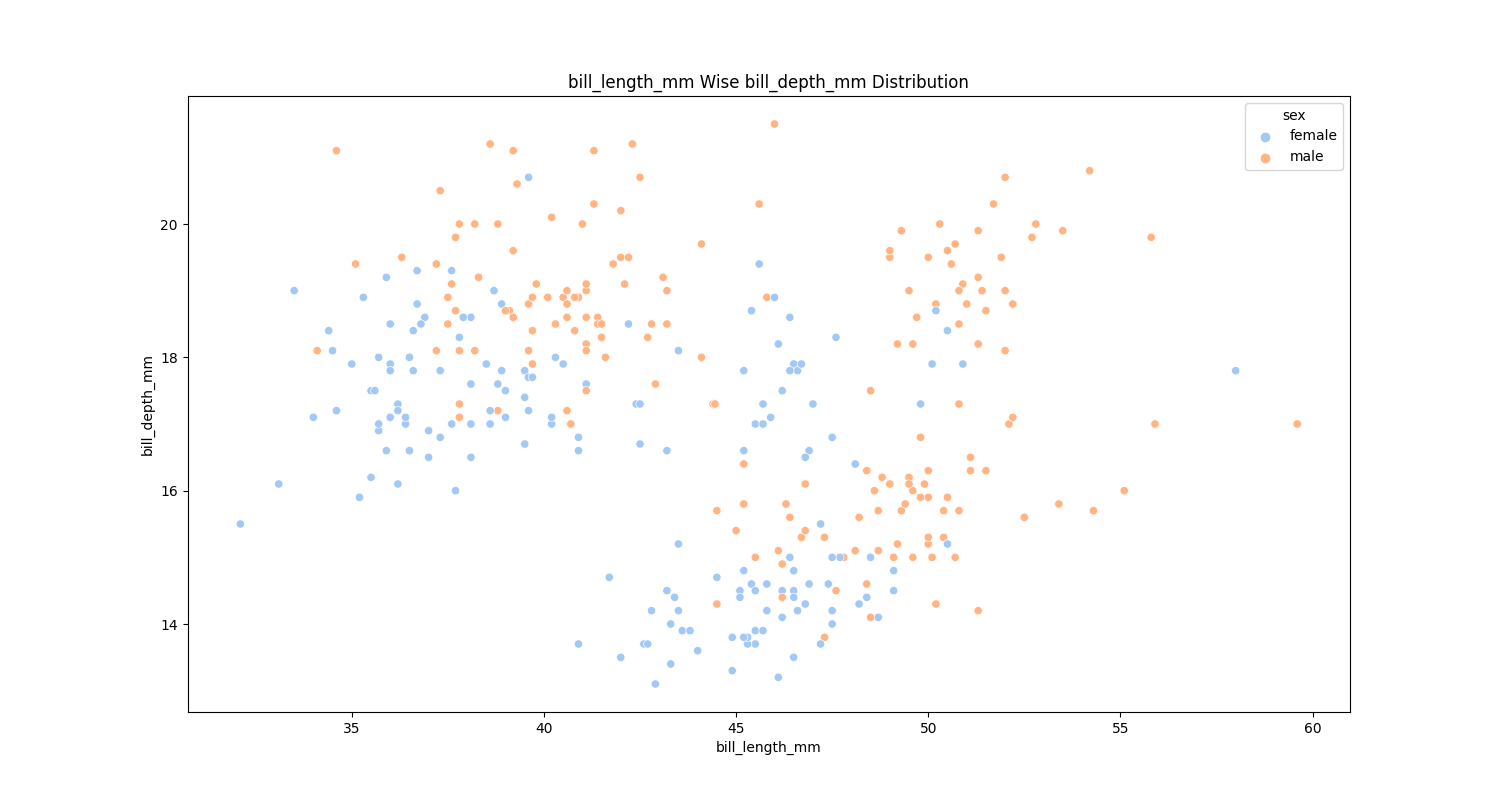 bill_length_mm Wise bill_depth_mm Distribution
sex
female
male
bill_depth_mm
20
18
16
14
35
40
45
50
55
60
bill_length_mm